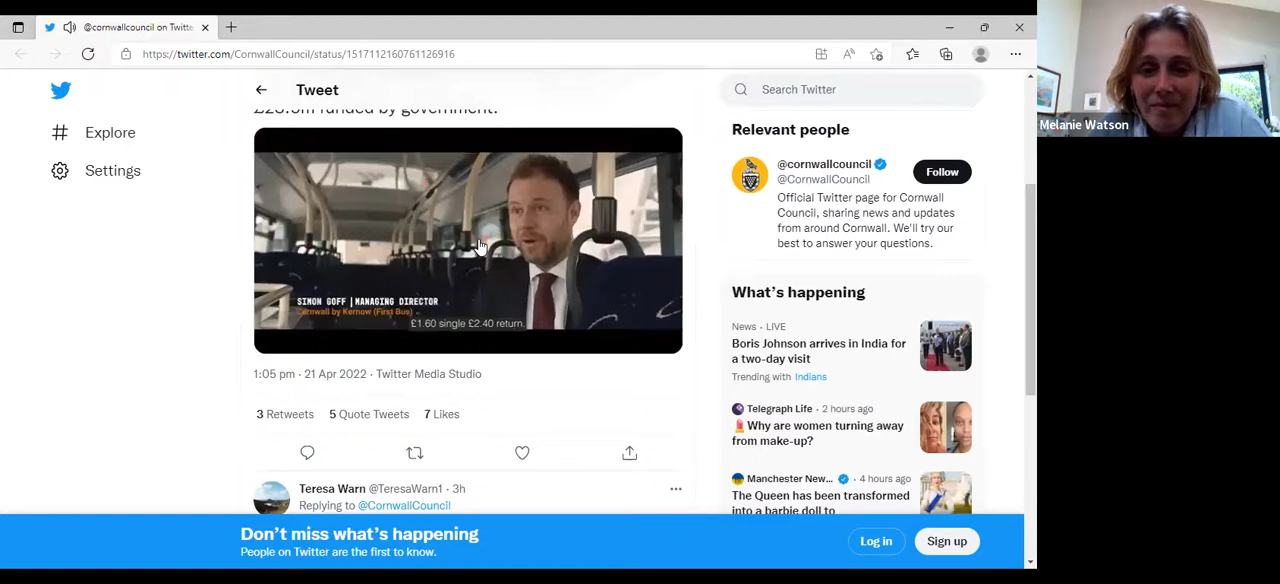 @cornwallcouncil on Twitte
https://twitter.com/CornwallCouncil/status/1517112160761126916
Melanie Watson
Explore
Settings
Tweet
funded by government.
SIMON GOFF | MANAGING DIRECTOR
Cornwall by Kernow (First Bus)
£1.60 single £2.40 return.
1:05 pm · 21 Apr 2022 · Twitter Media Studio
3 Retweets 5 Quote Tweets 7 Likes
Teresa Warn @TeresaWarn1 · 3h
Replying to @CornwallCouncil
Search Twitter
Relevant people
@cornwallcouncil
@CornwallCouncil
Follow
Official Twitter page for Cornwall
Council, sharing news and updates
from around Cornwall. We'll try our
best to answer your questions.
What's happening
News · LIVE
Boris Johnson arrives in India for
a two-day visit
Trending with Indians
Telegraph Life · 2 hours ago
Why are women turning away
from make-up?
Manchester New... · 4 hours ago
The Queen has been transformed
into a barbie doll to
Don't miss what's happening
People on Twitter are the first to know.
Log in
Sign up